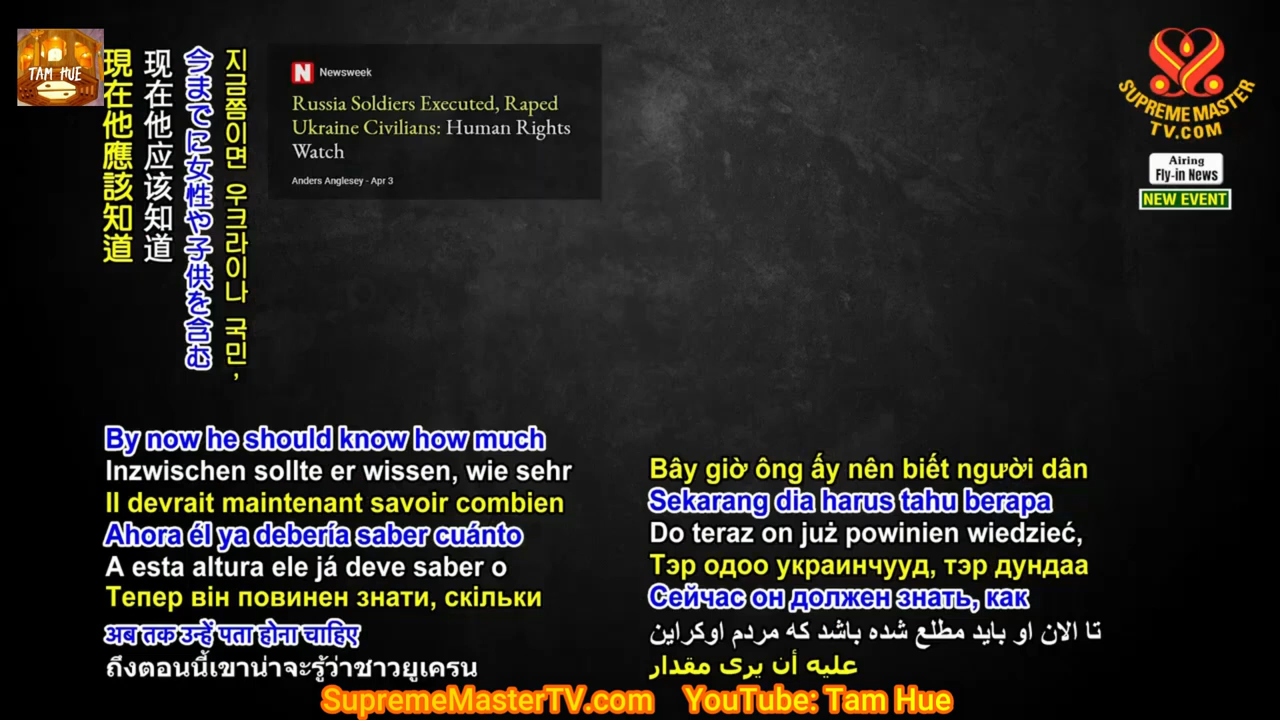 TAM HUE
現在他應該知道
现在他应该知道
今までに女性や子供を含む
지금쯤이면 우크라이나 국민,
Newsweek
Russia Soldiers Executed, Raped
Ukraine Civilians: Human Rights
Watch
Anders Anglesey - Apr 3
SUPREME MASTER
TV.COM
Airing
Fly-in News
NEW EVENT
By now he should know how much
Inzwischen sollte er wissen, wie sehr
Il devrait maintenant savoir combien
Ahora él ya debería saber cuánto
A esta altura ele já deve saber o
Тепер він повинен знати, скільки
अब तक उन्हें पता होना चाहिए
ถึงตอนนี้เขาน่าจะรู้ว่าชาวยูเครน
Bây giờ ông ấy nên biết người dân
Sekarang dia harus tahu berapa
Do teraz on już powinien wiedzieć,
Тэр одоо украинчууд, тэр дундаа
Сейчас он должен знать, как
تا الان او باید مطلع شده باشد که مردم اوکراین
عليه أن يرى مقدار
SupremeMasterTV.com YouTube: Tam Hue